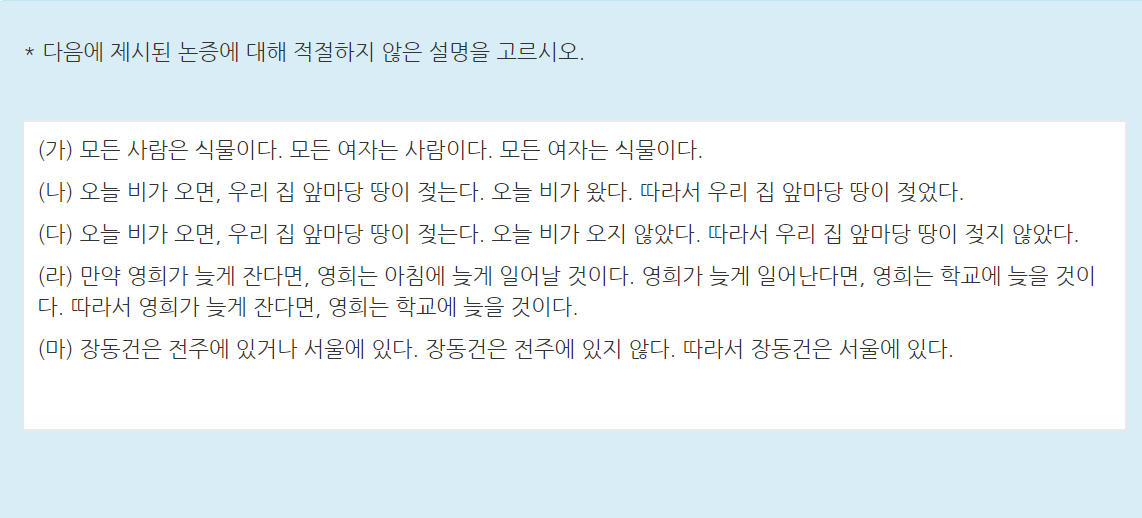 * 다음에 제시된 논증에 대해 적절하지 않은 설명을 고르시오.
(가) 모든 사람은 식물이다. 모든 여자는 사람이다. 모든 여자는 식물이다.
(나) 오늘 비가 오면, 우리 집 앞마당 땅이 젖는다. 오늘 비가 왔다. 따라서 우리 집 앞마당 땅이 젖었다.
(다) 오늘 비가 오면, 우리 집 앞마당 땅이 젖는다. 오늘 비가 오지 않았다. 따라서 우리 집 앞마당 땅이 젖지 않았다.
(라) 만약 영희가 늦게 잔다면, 영희는 아침에 늦게 일어날 것이다. 영희가 늦게 일어난다면, 영희는 학교에 늦을 것이
다. 따라서 영희가 늦게 잔다면, 영희는 학교에 늦을 것이다.
(마) 장동건은 전주에 있거나 서울에 있다. 장동건은 전주에 있지 않다. 따라서 장동건은 서울에 있다.